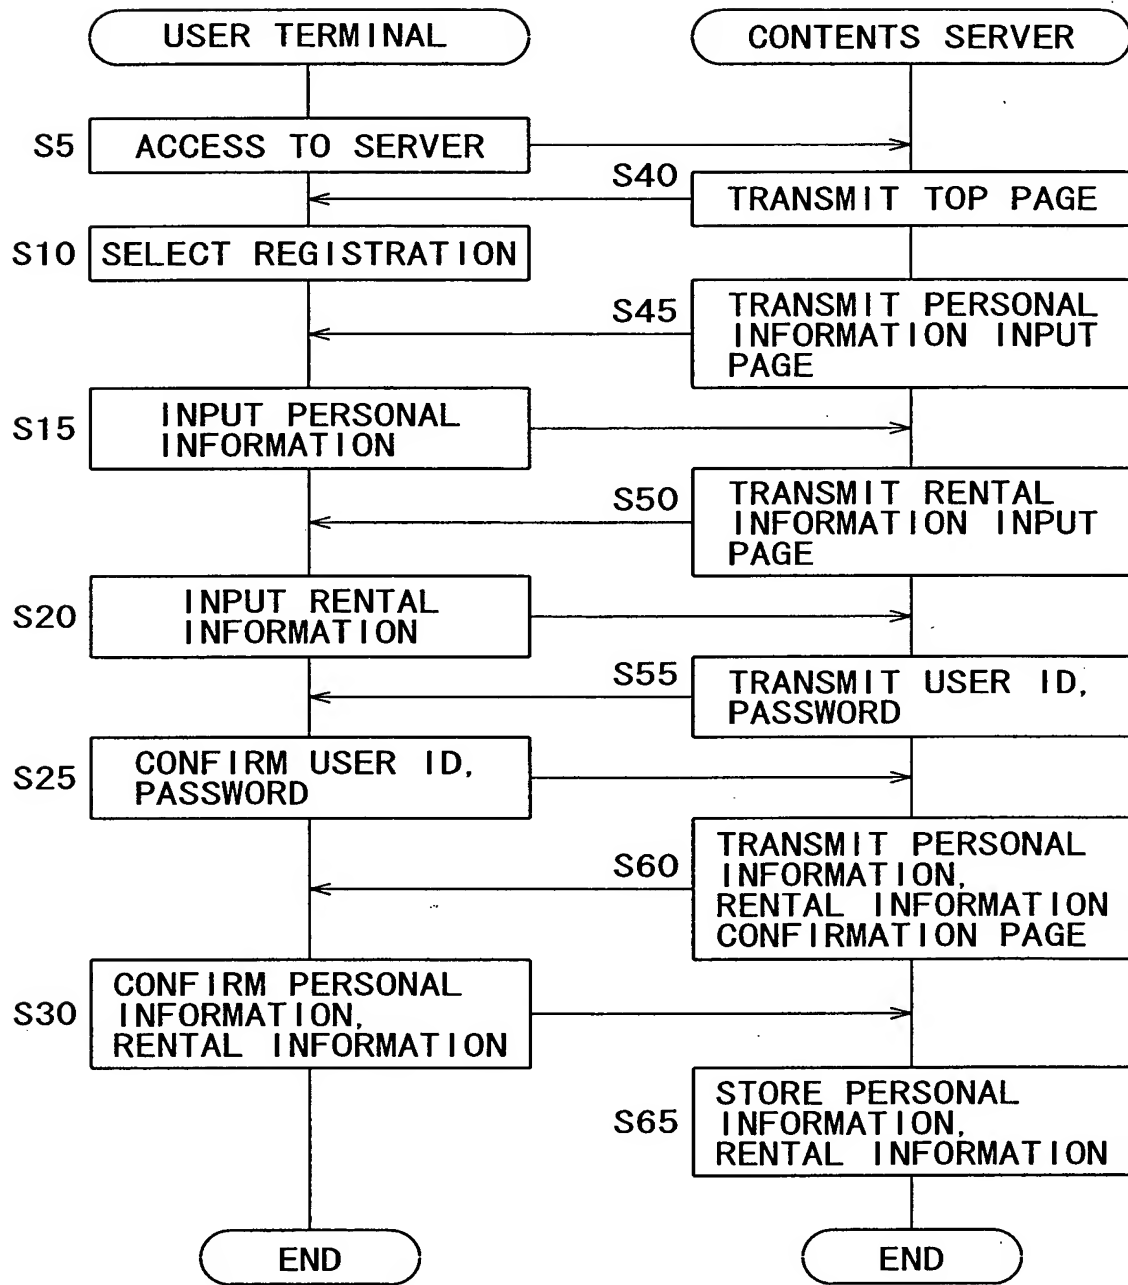 USER TERMINAL
CONTENTS SERVER
S5
ACCESS TO SERVER
S40
TRANSMIT TOP PAGE
S10
SELECT REGISTRATION
S45
TRANSMIT PERSONAL
INFORMATION INPUT
PAGE
S15
INPUT PERSONAL
INFORMATION
S50
TRANSMIT RENTAL
INFORMATION INPUT
PAGE
S20
INPUT RENTAL
INFORMATION
S55
TRANSMIT USER ID,
PASSWORD
S25
CONFIRM USER ID,
PASSWORD
S60
TRANSMIT PERSONAL
INFORMATION,
RENTAL INFORMATION
CONFIRMATION PAGE
S30
CONFIRM PERSONAL
INFORMATION,
RENTAL INFORMATION
S65
STORE PERSONAL
INFORMATION,
RENTAL INFORMATION
END
END